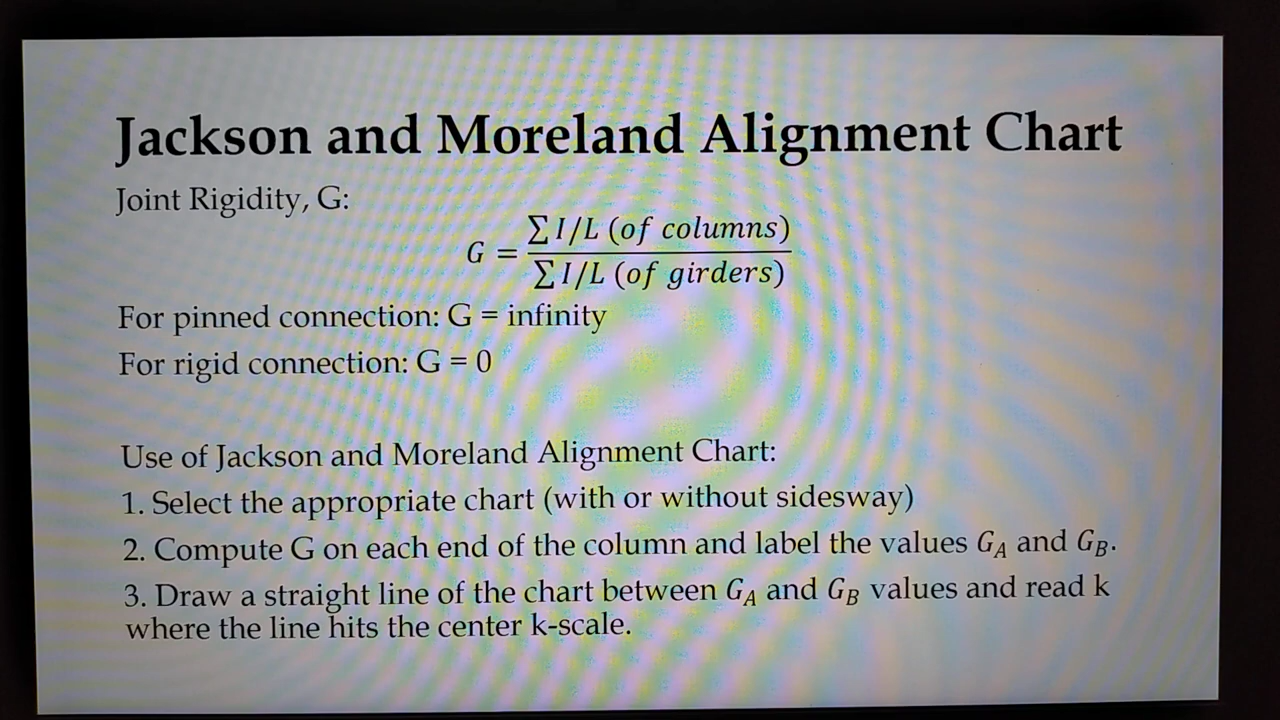 Jackson and Moreland Alignment Chart
Joint Rigidity, G:
G = ∑ I/L (of columns) / ∑ I/L (of girders)
For pinned connection: G = infinity
For rigid connection: G = 0
Use of Jackson and Moreland Alignment Chart:
1. Select the appropriate chart (with or without sidesway)
2. Compute G on each end of the column and label the values G_A and G_B.
3. Draw a straight line of the chart between G_A and G_B values and read k
where the line hits the center k-scale.